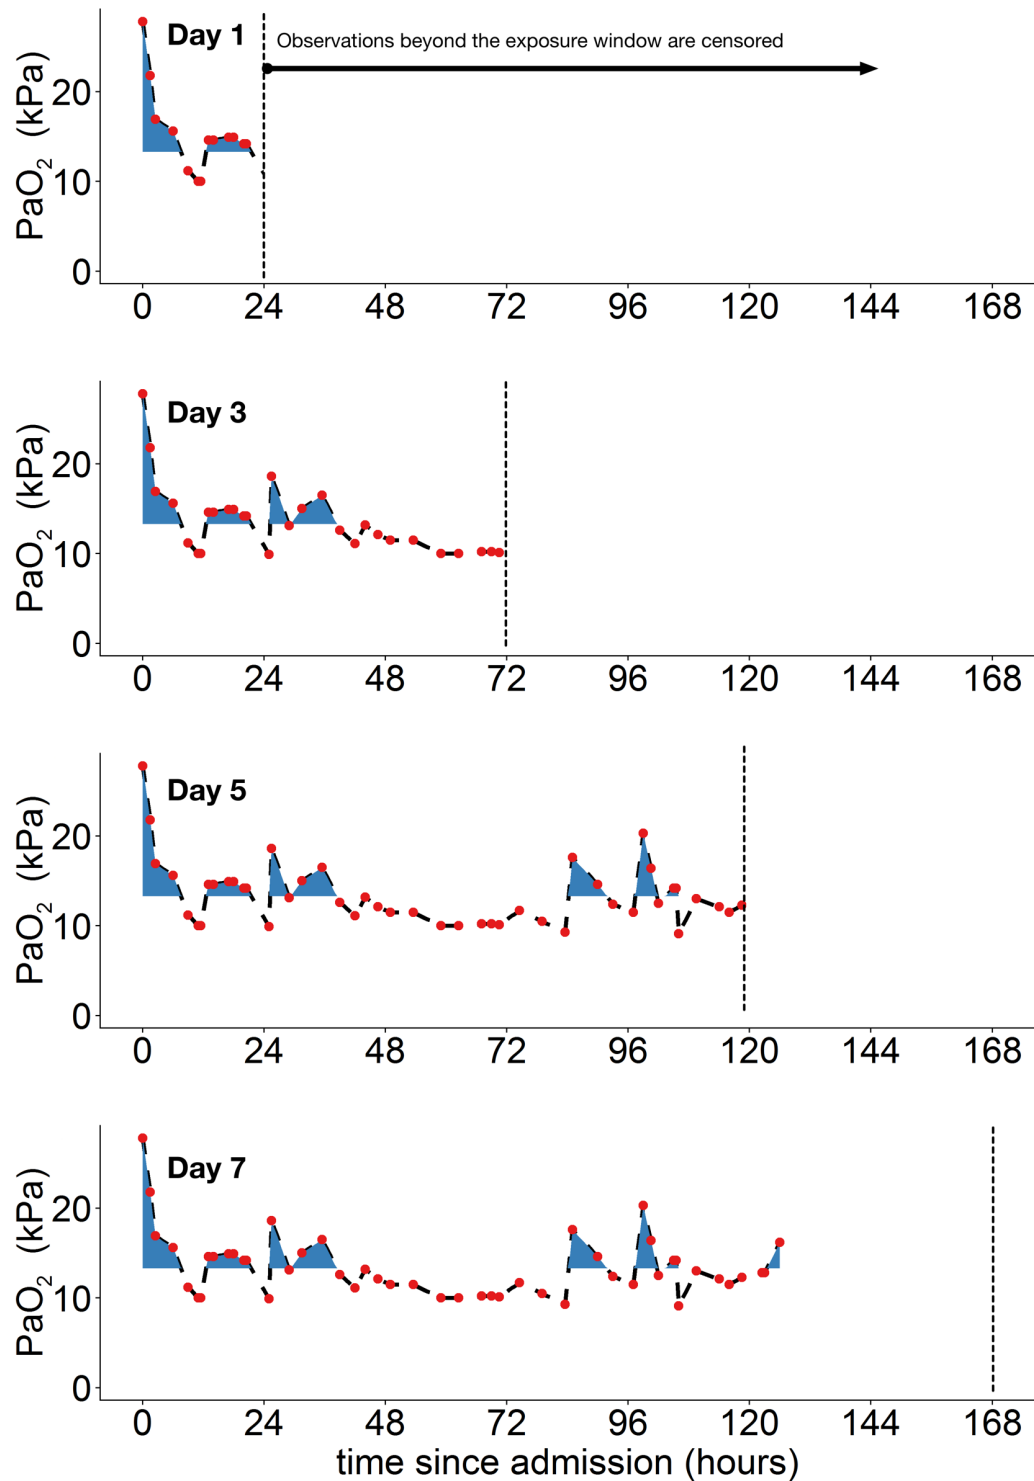 Day 1
Observations beyond the exposure window are censored
PaO2 (kPa)
20
10
0
0 24 48 72 96 120 144 168
Day 3
PaO2 (kPa)
20
10
0
0 24 48 72 96 120 144 168
Day 5
PaO2 (kPa)
20
10
0
0 24 48 72 96 120 144 168
Day 7
PaO2 (kPa)
20
10
0
0 24 48 72 96 120 144 168
time since admission (hours)